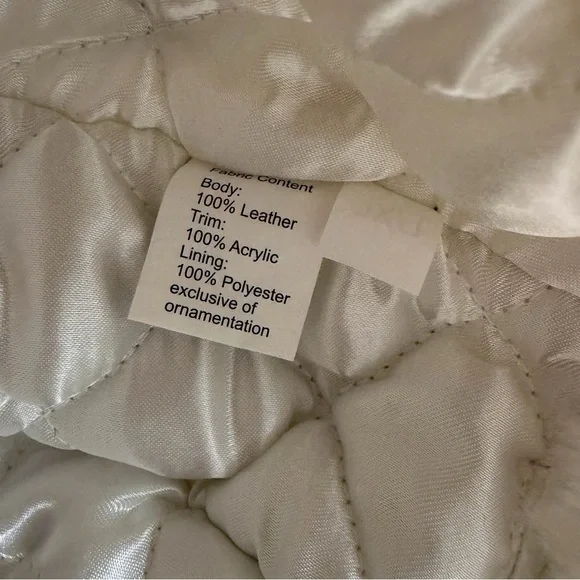 Fabric Content
Body:
100% Leather
Trim:
100% Acrylic
Lining:
100% Polyester
exclusive of
ornamentation